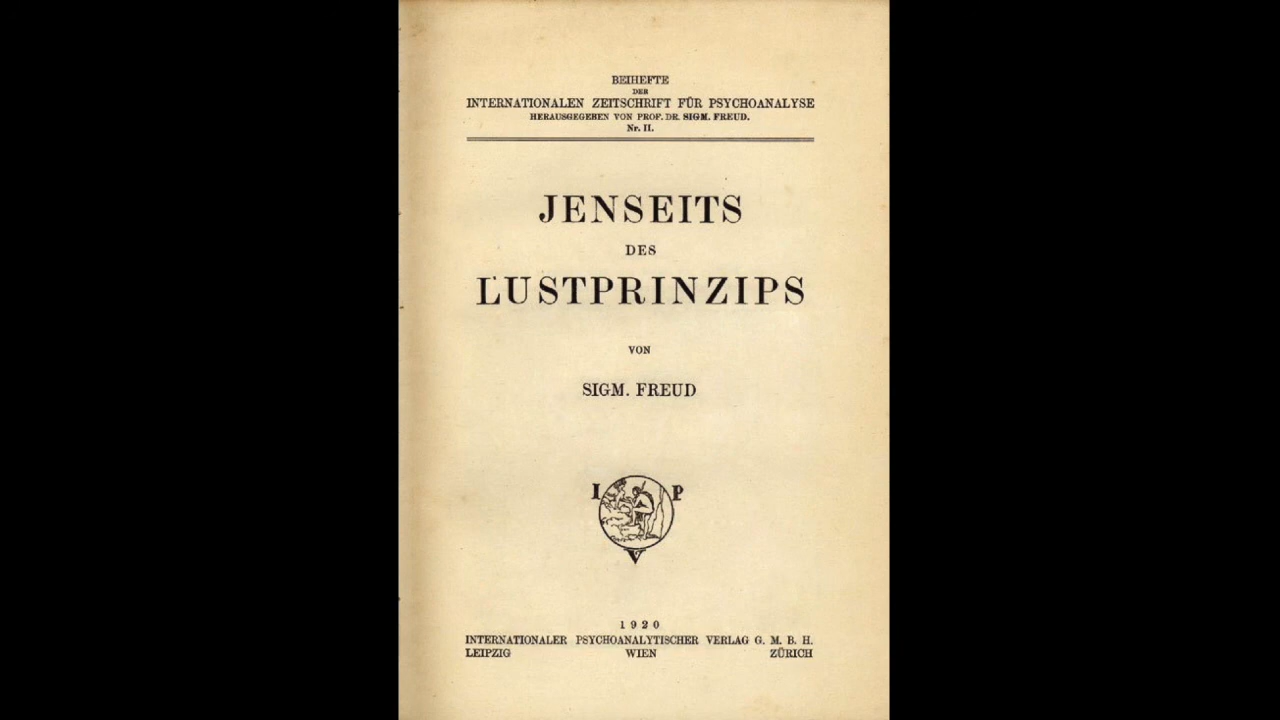 BEIHEFTE
DER
INTERNATIONALEN ZEITSCHRIFT FÜR PSYCHOANALYSE
HERAUSGEGEBEN VON PROF. DR. SIGM. FREUD.
Nr. II.
JENSEITS
DES
LUSTPRINZIPS
VON
SIGM. FREUD
I P
V
1920
INTERNATIONALER PSYCHOANALYTISCHER VERLAG G. M. B. H.
LEIPZIG WIEN ZÜRICH